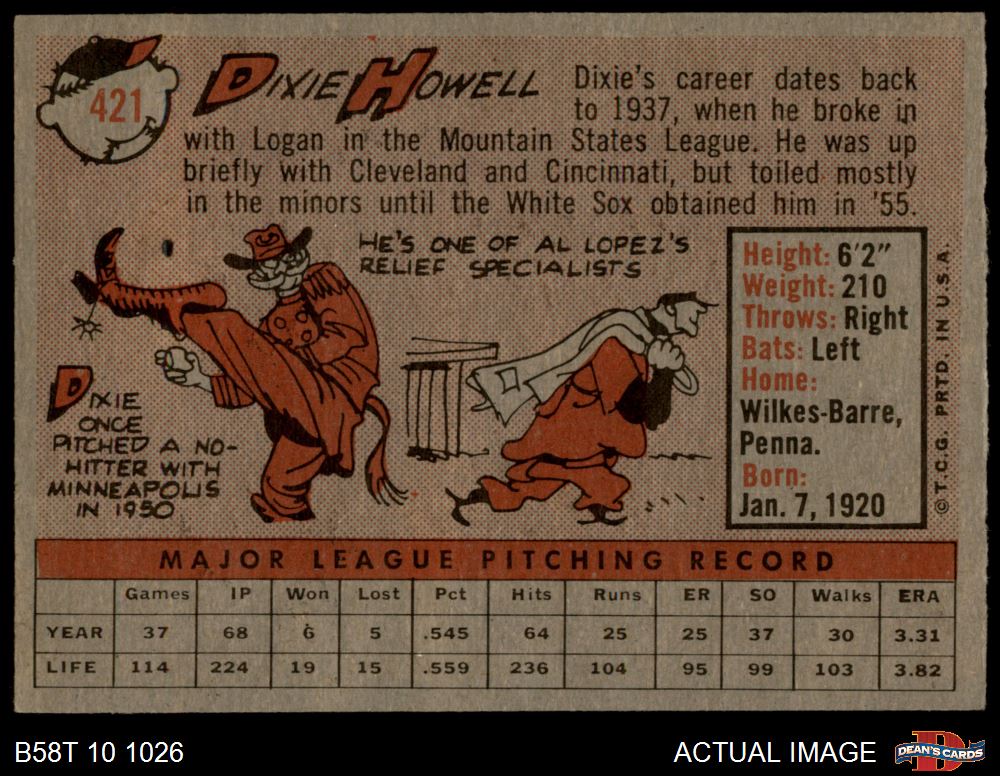 421
DIXIE HOWELL
Dixie's career dates back
to 1937, when he broke in
with Logan in the Mountain States League. He was up
briefly with Cleveland and Cincinnati, but toiled mostly
in the minors until the White Sox obtained him in '55.
HE'S ONE OF AL LOPEZ'S
RELIEF SPECIALISTS
C
DIXIE
ONCE
PITCHED A NO-
HITTER WITH
MINNEAPOLIS
IN 1950
Height: 6'2"
Weight: 210
Throws: Right
Bats: Left
Home:
Wilkes-Barre,
Penna.
Born:
Jan. 7, 1920
© T.C.G. PRTD. IN U.S.A.
MAJOR LEAGUE PITCHING RECORD
Games IP Won Lost Pct Hits Runs ER SO Walks ERA
YEAR 37 68 6 5 .545 64 25 25 37 30 3.31
LIFE 114 224 19 15 .559 236 104 95 99 103 3.82
B58T 10 1026
ACTUAL IMAGE
D
DEAN'S CARDS